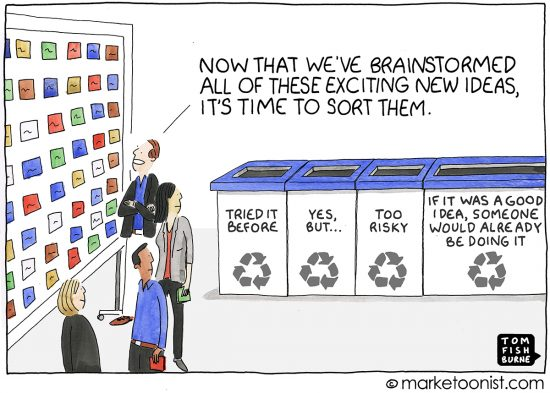 NOW THAT WE'VE BRAINSTORMED
ALL OF THESE EXCITING NEW IDEAS,
IT'S TIME TO SORT THEM.
TRIED IT
BEFORE
YES,
BUT...
TOO
RISKY
IF IT WAS A GOOD
IDEA, SOMEONE
WOULD ALREADY
BE DOING IT
TOM
FISH
BURNE
© marketoonist.com